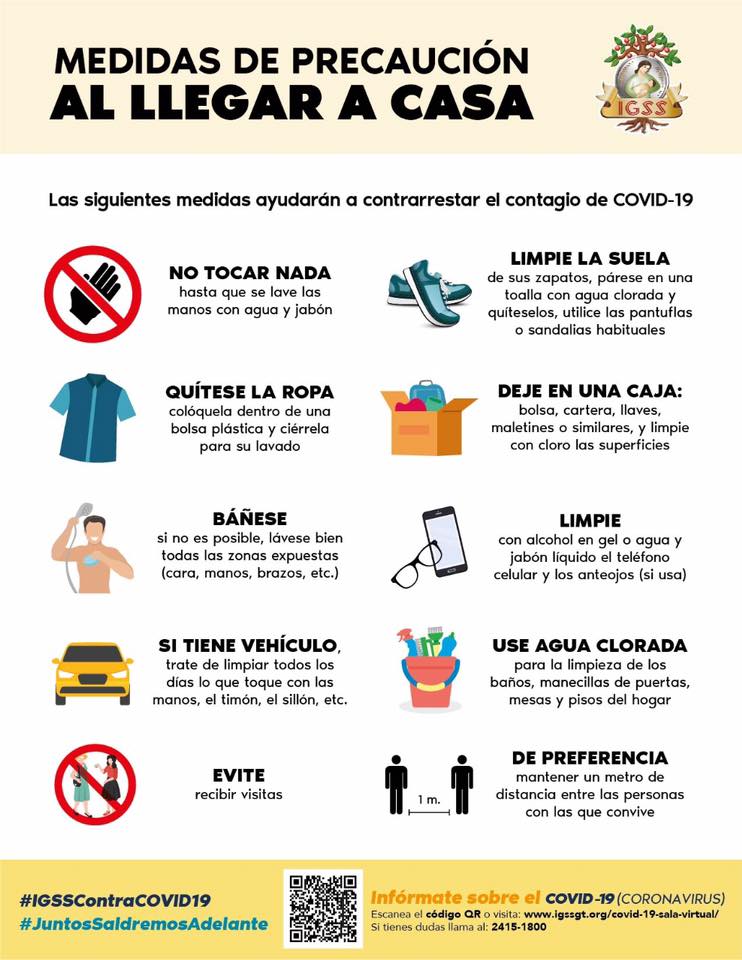 MEDIDAS DE PRECAUCIÓN
AL LLEGAR A CASA
IGSS
Las siguientes medidas ayudarán a contrarrestar el contagio de COVID-19
NO TOCAR NADA
hasta que se lave las
manos con agua y jabón
LIMPIE LA SUELA
de sus zapatos, párese en una
toalla con agua clorada y
quíteselos, utilice las pantuflas
o sandalias habituales
QUÍTESE LA ROPA
colóquela dentro de una
bolsa plástica y ciérrela
para su lavado
DEJE EN UNA CAJA:
bolsa, cartera, llaves,
maletines o similares, y limpie
con cloro las superficies
BÁÑESE
si no es posible, lávese bien
todas las zonas expuestas
(cara, manos, brazos, etc.)
LIMPIE
con alcohol en gel o agua y
jabón líquido el teléfono
celular y los anteojos (si usa)
SI TIENE VEHÍCULO,
trate de limpiar todos los
días lo que toque con las
manos, el timón, el sillón, etc.
USE AGUA CLORADA
para la limpieza de los
baños, manecillas de puertas,
mesas y pisos del hogar
EVITE
recibir visitas
1 m.
DE PREFERENCIA
mantener un metro de
distancia entre las personas
con las que convive
#IGSSContraCOVID19
#JuntosSaldremosAdelante
Infórmate sobre el COVID-19 (CORONAVIRUS)
Escanea el código QR o visita: www.igssgt.org/covid-19-sala-virtual/
Si tienes dudas llama al: 2415-1800